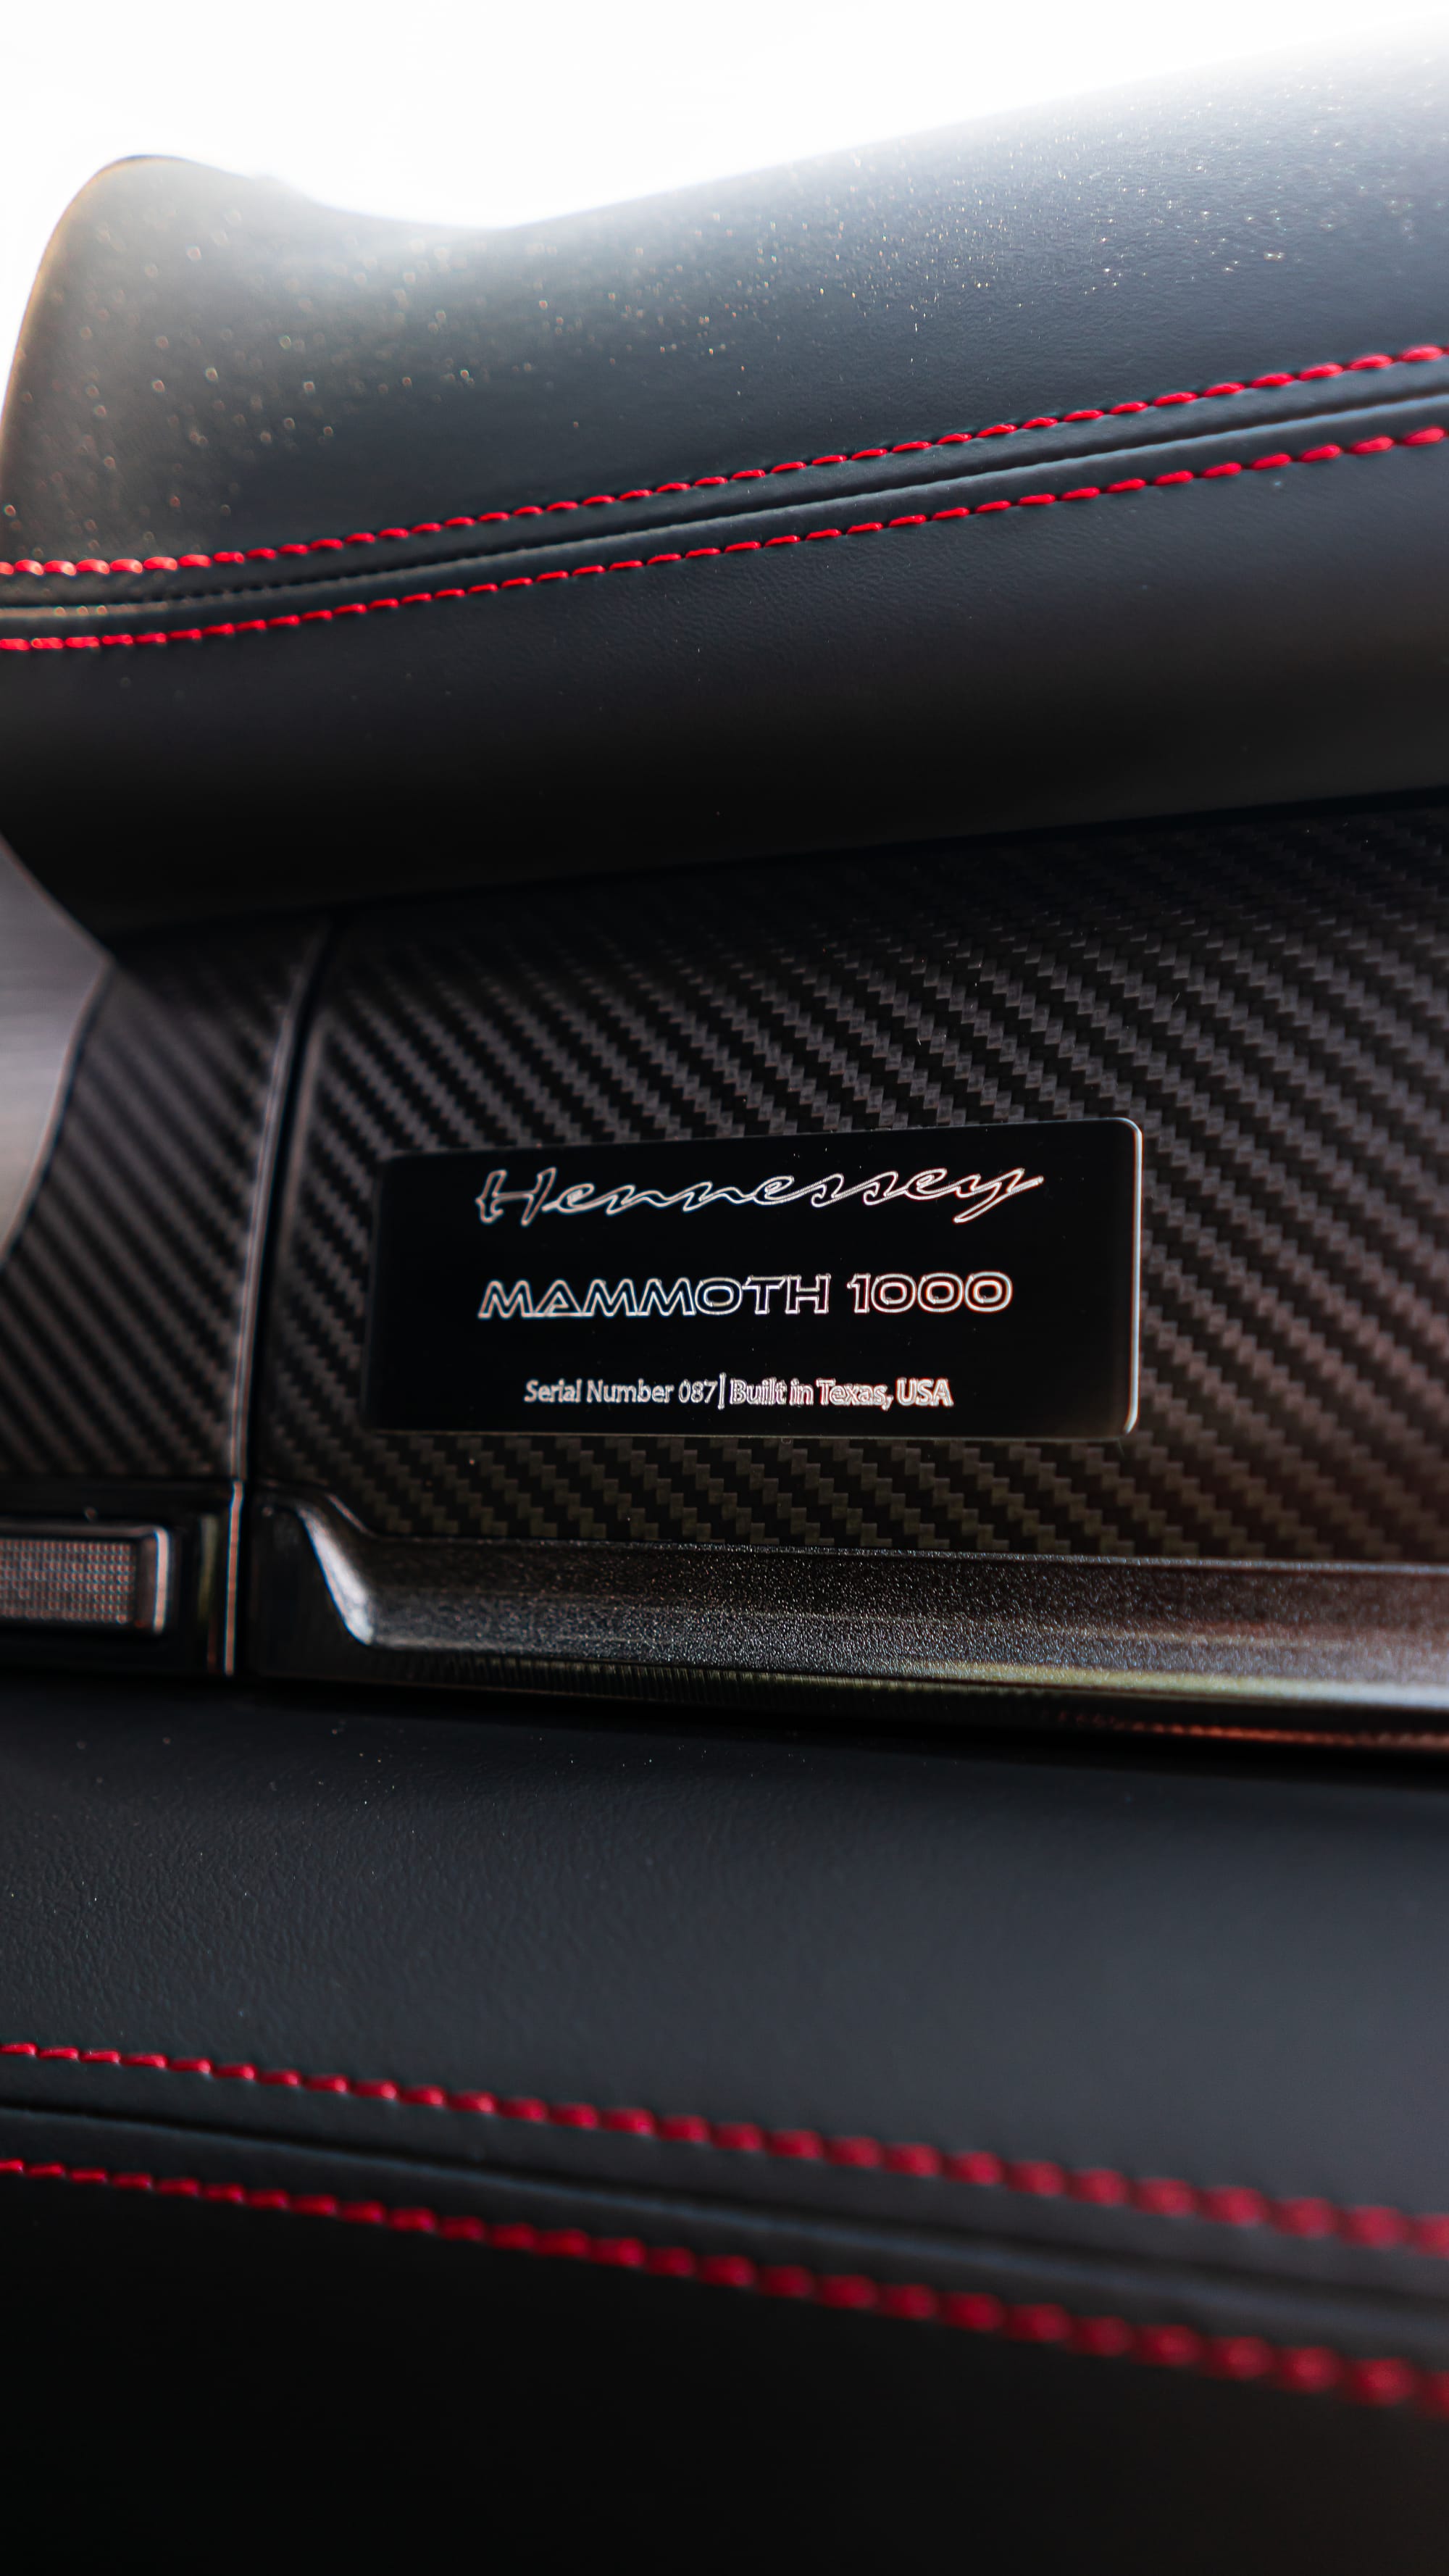 Hennessey
MAMMOTH 1000
Serial Number 087| Built in Texas, USA